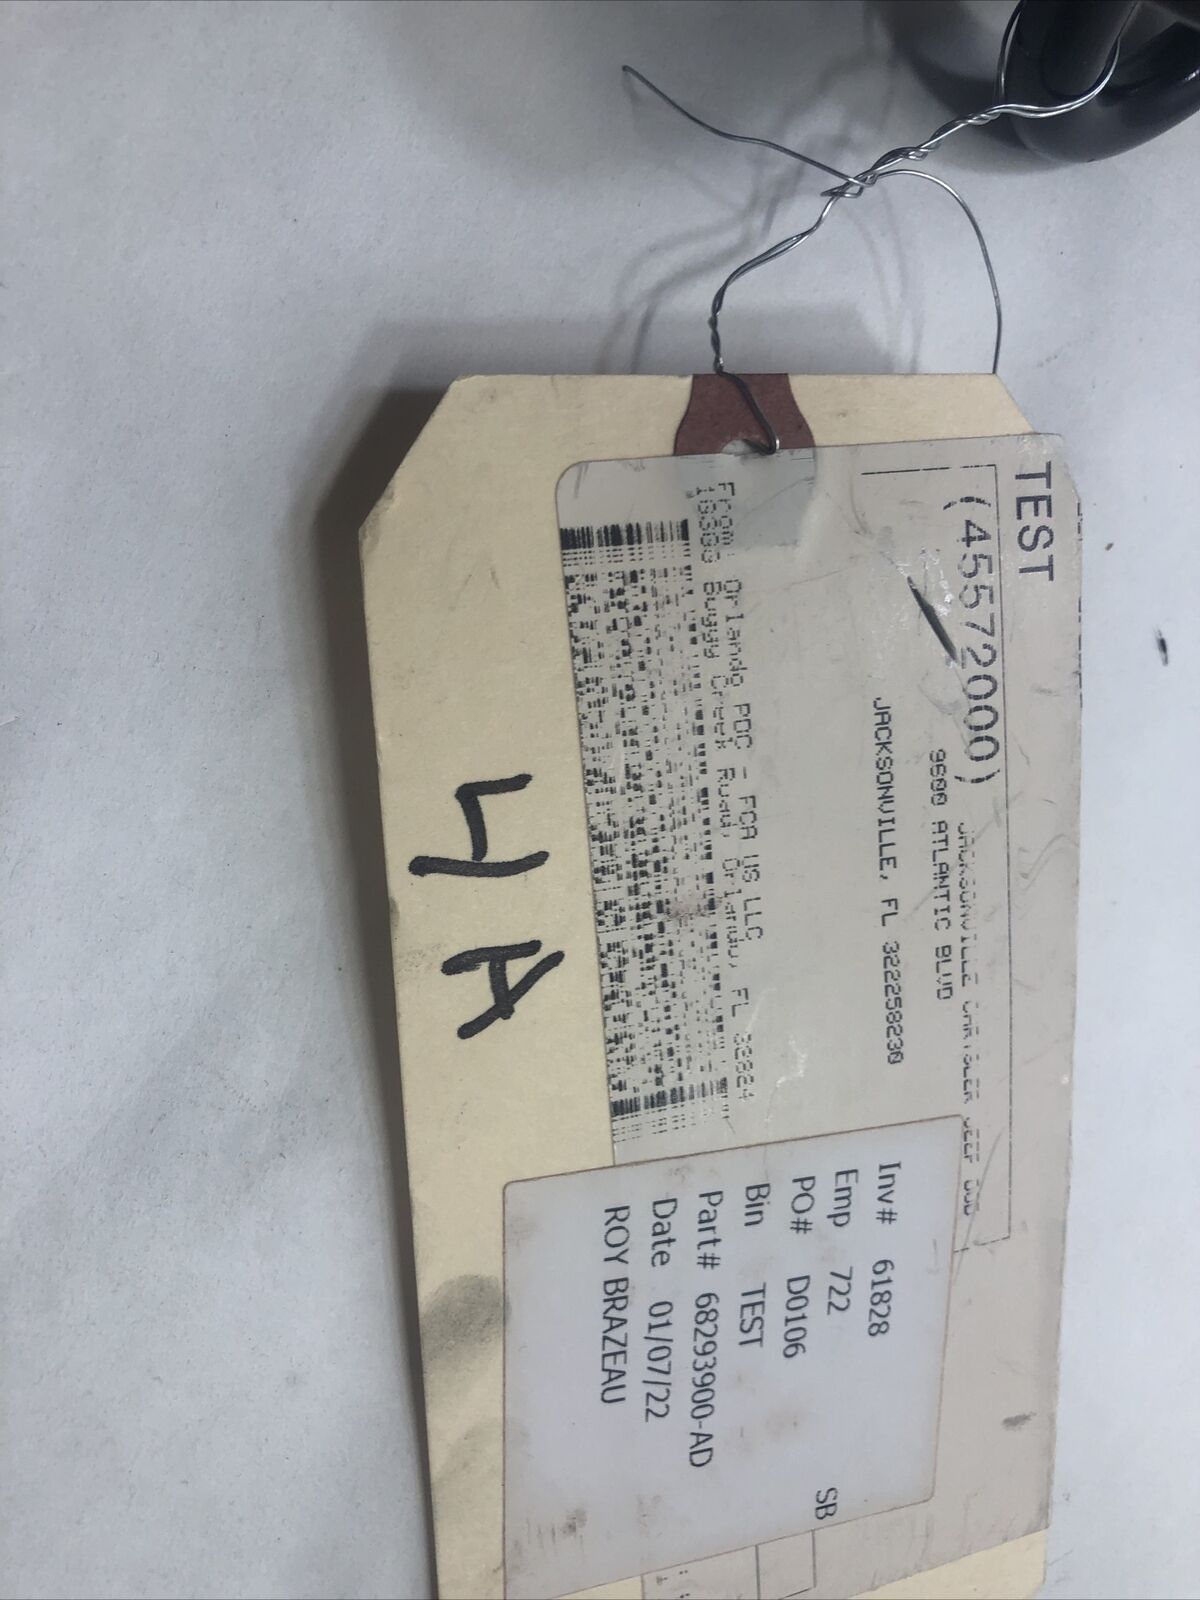 TEST
(45572000)
JACKSONVILLE CHRYSLER JEEP DOD
9600 ATLANTIC BLVD
JACKSONVILLE, FL 322258230
From: Orlando PDC - FCA US LLC
10300 Boggy Creek Road, Orlando, FL 32824
Inv# 61828
Emp 722 SB
PO# D0106
Bin TEST
Part# 68293900-AD
Date 01/07/22
ROY BRAZEAU
4A